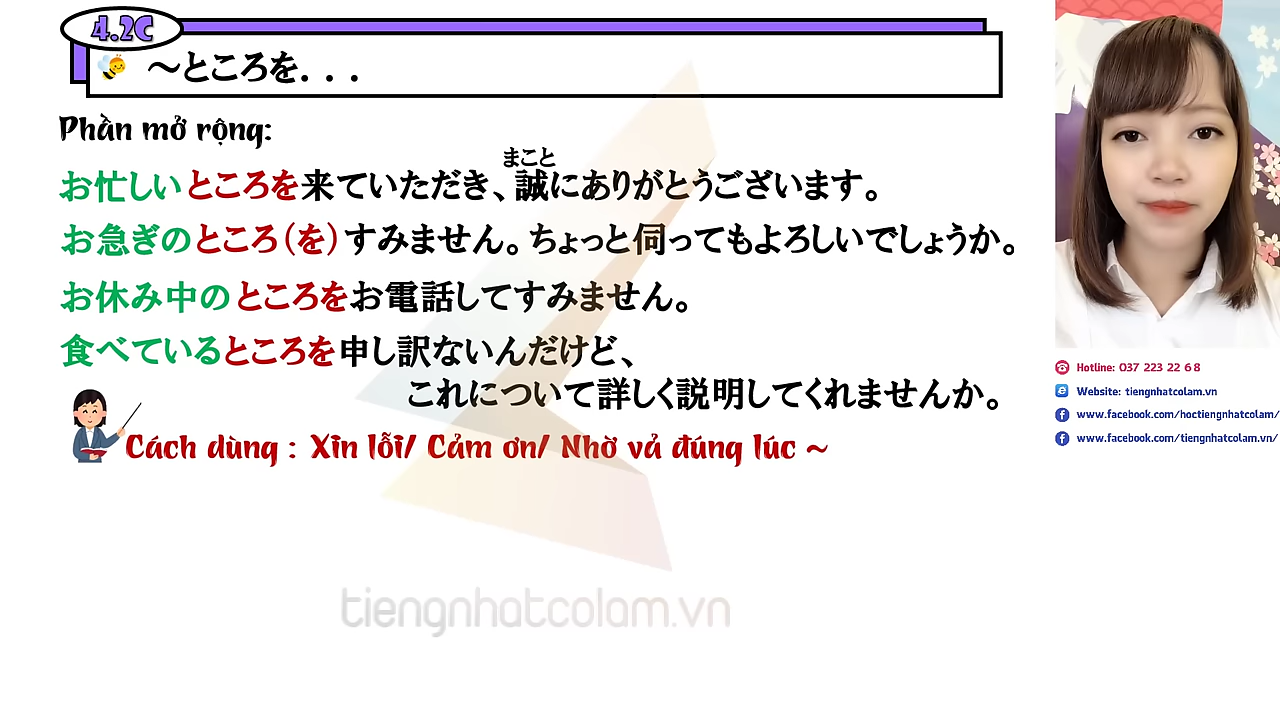 4.2C
～ところを...
Phần mở rộng:
まこと
お忙しいところを来ていただき、誠にありがとうございます。
お急ぎのところ（を）すみません。ちょっと伺ってもよろしいでしょうか。
お休み中のところをお電話してすみません。
食べているところを申し訳ないんだけど、
これについて詳しく説明してくれませんか。
Cách dùng : Xin lỗi/ Cảm ơn/ Nhờ vả đúng lúc ~
tiengnhatcolam.vn
Hotline: 037 223 22 68
Website: tiengnhatcolam.vn
www.facebook.com/hoctiengnhatcolam/
www.facebook.com/tiengnhatcolam.vn/